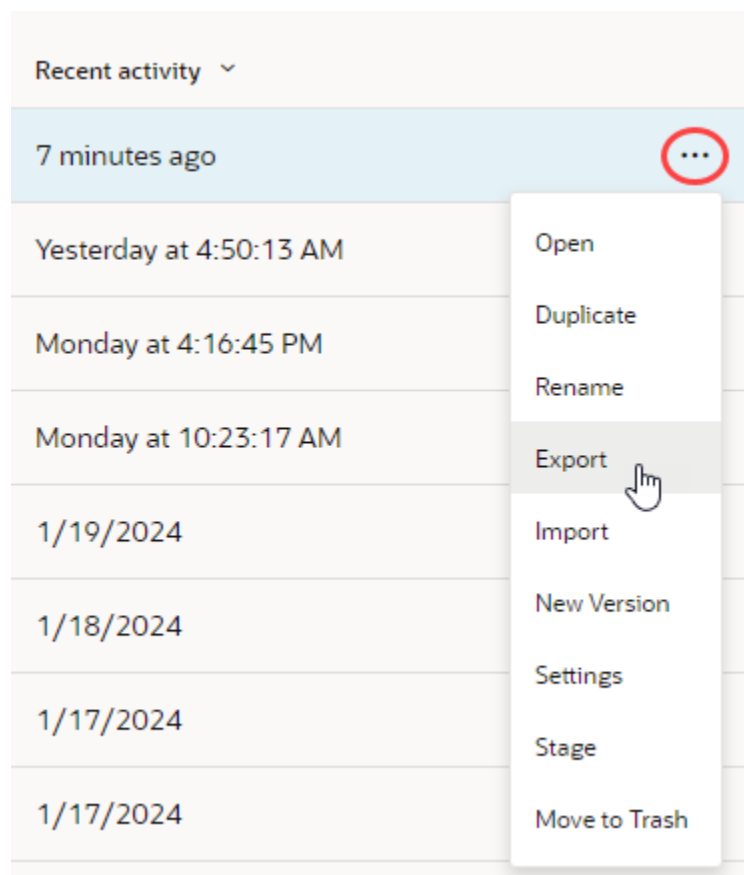 Recent activity
7 minutes ago
...
Yesterday at 4:50:13 AM
Monday at 4:16:45 PM
Monday at 10:23:17 AM
1/19/2024
1/18/2024
1/17/2024
1/17/2024
Open
Duplicate
Rename
Export
Import
New Version
Settings
Stage
Move to Trash